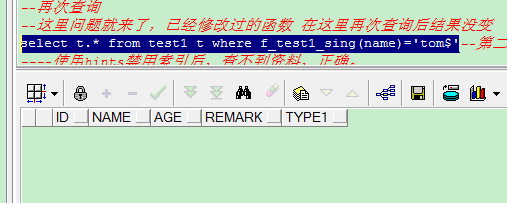 --再次查询
--这里问题就来了，已经修改过的函数 在这里再次查询后结果没变
select t.* from test1 t where f_test1_sing(name)='tom$'--第二
----使用hints禁用索引后，查不到资料，正确。
ID NAME AGE REMARK TYPE1